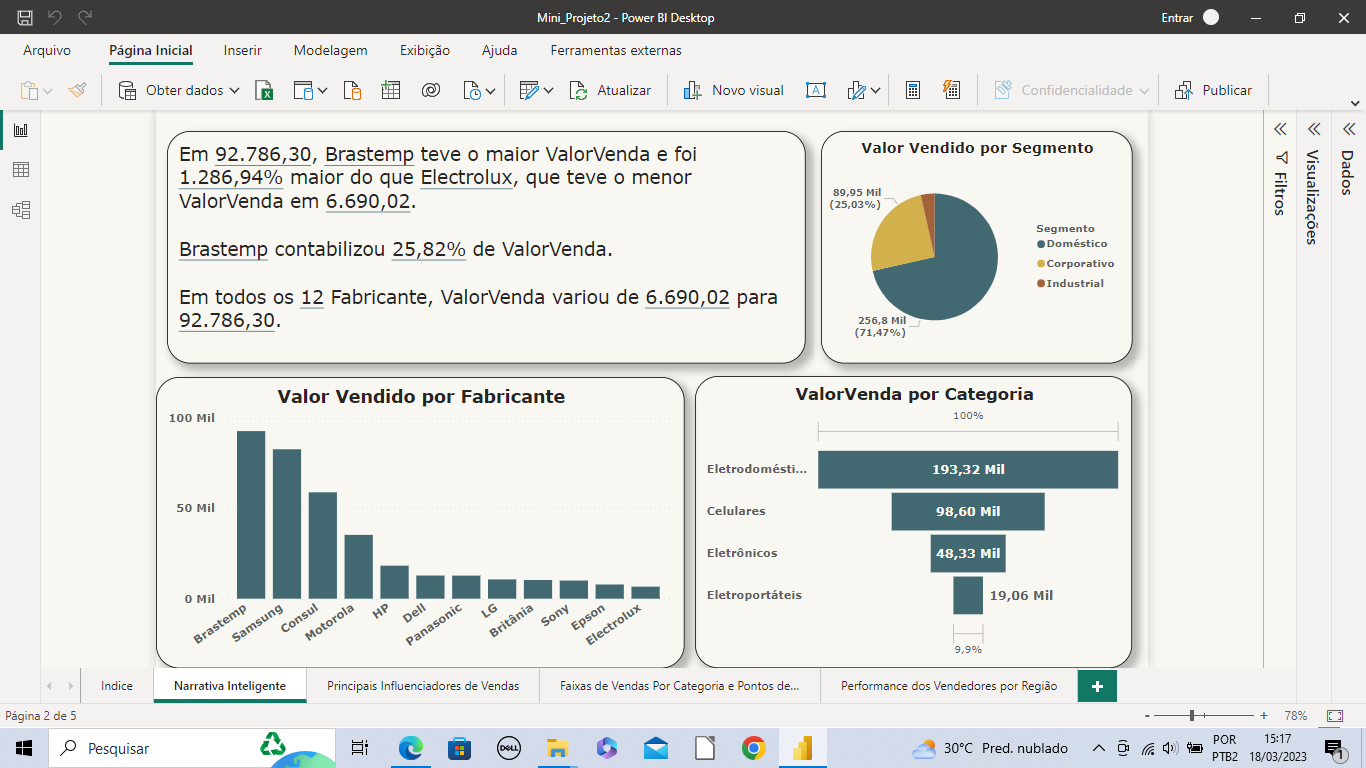 Mini_Projeto2 - Power BI Desktop
Entrar
Arquivo
Página Inicial
Inserir
Modelagem
Exibição
Ajuda
Ferramentas externas
Obter dados
Atualizar
Novo visual
Confidencialidade
Publicar
Em 92.786,30, Brastemp teve o maior ValorVenda e foi
1.286,94% maior do que Electrolux, que teve o menor
ValorVenda em 6.690,02.
Brastemp contabilizou 25,82% de ValorVenda.
Em todos os 12 Fabricante, ValorVenda variou de 6.690,02 para
92.786,30.
Valor Vendido por Segmento
89,95 Mil
(25,03%)
256,8 Mil
(71,47%)
Segmento
Doméstico
Corporativo
Industrial
Filtros
Visualizações
Dados
Valor Vendido por Fabricante
100 Mil
50 Mil
0 Mil
Brastemp
Samsung
Consul
Motorola
HP
Dell
Panasonic
LG
Britânia
Sony
Epson
Electrolux
ValorVenda por Categoria
100%
Eletrodomésti...
193,32 Mil
Celulares
98,60 Mil
Eletrônicos
48,33 Mil
Eletroportáteis
19,06 Mil
9,9%
Indice
Narrativa Inteligente
Principais Influenciadores de Vendas
Faixas de Vendas Por Categoria e Pontos de...
Performance dos Vendedores por Região
+
Página 2 de 5
- + 78%
Pesquisar
DELL
30°C Pred. nublado
POR
PTB2
15:17
18/03/2023
1